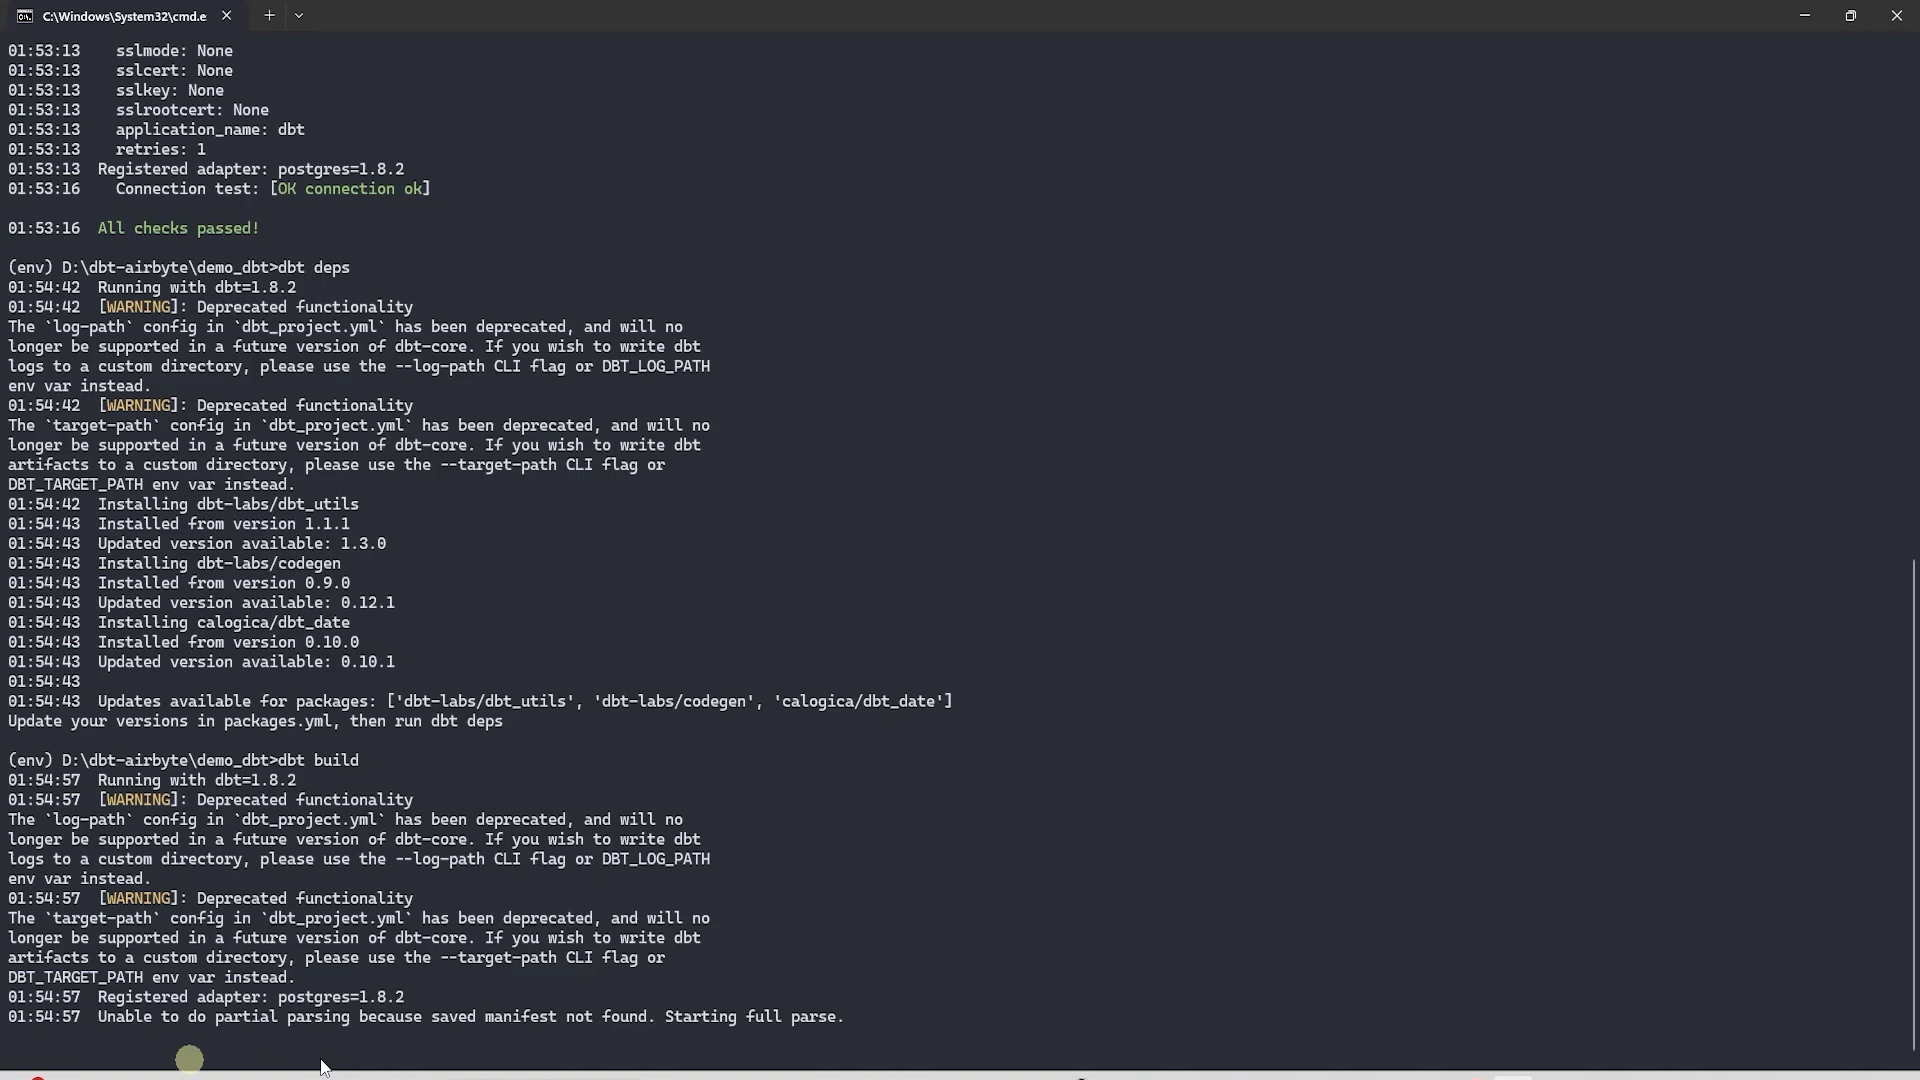 C:\Windows\System32\cmd.e
01:53:13 sslmode: None
01:53:13 sslcert: None
01:53:13 sslkey: None
01:53:13 sslrootcert: None
01:53:13 application_name: dbt
01:53:13 retries: 1
01:53:13 Registered adapter: postgres=1.8.2
01:53:16 Connection test: [OK connection ok]
01:53:16 All checks passed!
(env) D:\dbt-airbyte\demo_dbt>dbt deps
01:54:42 Running with dbt=1.8.2
01:54:42 [WARNING]: Deprecated functionality
The `log-path` config in `dbt_project.yml` has been deprecated, and will no
longer be supported in a future version of dbt-core. If you wish to write dbt
logs to a custom directory, please use the --log-path CLI flag or DBT_LOG_PATH
env var instead.
01:54:42 [WARNING]: Deprecated functionality
The `target-path` config in `dbt_project.yml` has been deprecated, and will no
longer be supported in a future version of dbt-core. If you wish to write dbt
artifacts to a custom directory, please use the --target-path CLI flag or
DBT_TARGET_PATH env var instead.
01:54:42 Installing dbt-labs/dbt_utils
01:54:43 Installed from version 1.1.1
01:54:43 Updated version available: 1.3.0
01:54:43 Installing dbt-labs/codegen
01:54:43 Installed from version 0.9.0
01:54:43 Updated version available: 0.12.1
01:54:43 Installing calogica/dbt_date
01:54:43 Installed from version 0.10.0
01:54:43 Updated version available: 0.10.1
01:54:43
01:54:43 Updates available for packages: ['dbt-labs/dbt_utils', 'dbt-labs/codegen', 'calogica/dbt_date']
Update your versions in packages.yml, then run dbt deps
(env) D:\dbt-airbyte\demo_dbt>dbt build
01:54:57 Running with dbt=1.8.2
01:54:57 [WARNING]: Deprecated functionality
The `log-path` config in `dbt_project.yml` has been deprecated, and will no
longer be supported in a future version of dbt-core. If you wish to write dbt
logs to a custom directory, please use the --log-path CLI flag or DBT_LOG_PATH
env var instead.
01:54:57 [WARNING]: Deprecated functionality
The `target-path` config in `dbt_project.yml` has been deprecated, and will no
longer be supported in a future version of dbt-core. If you wish to write dbt
artifacts to a custom directory, please use the --target-path CLI flag or
DBT_TARGET_PATH env var instead.
01:54:57 Registered adapter: postgres=1.8.2
01:54:57 Unable to do partial parsing because saved manifest not found. Starting full parse.